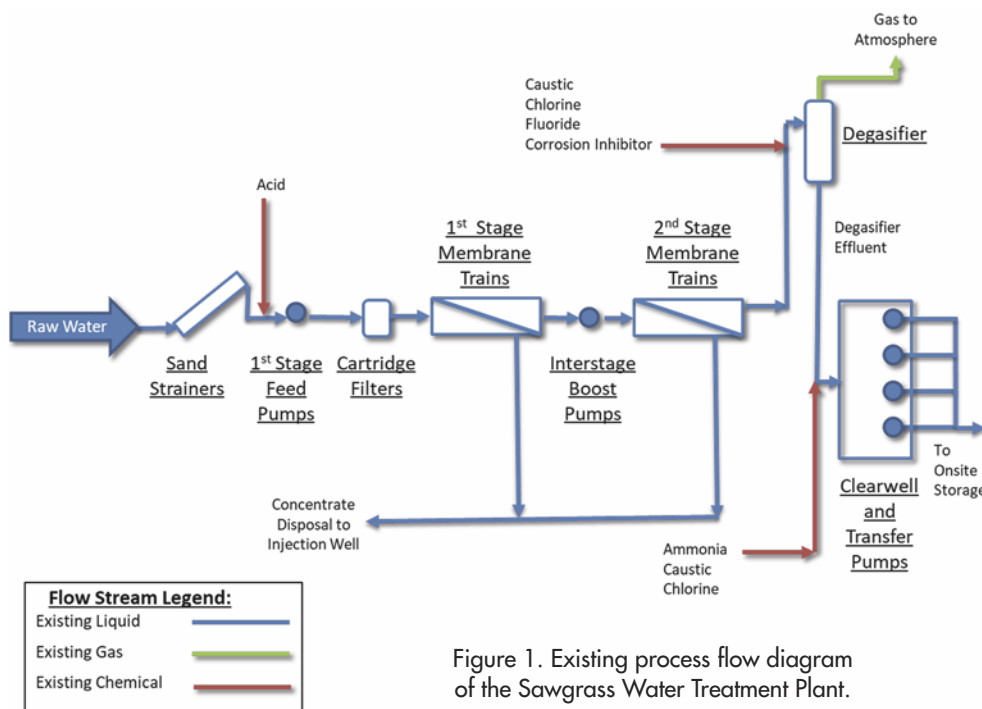 Gas to
Atmosphere
Caustic
Chlorine
Fluoride
Corrosion Inhibitor
Degasifier
Acid
1st Stage
Membrane
Trains
2nd Stage
Membrane
Trains
Degasifier
Effluent
Raw Water
Sand
Strainers
1st Stage
Feed
Pumps
Cartridge
Filters
Interstage
Boost
Pumps
To
Onsite
Storage
Clearwell
and
Transfer
Pumps
Concentrate
Disposal to
Injection Well
Ammonia
Caustic
Chlorine
Flow Stream Legend:
Existing Liquid
Existing Gas
Existing Chemical
Figure 1. Existing process flow diagram
of the Sawgrass Water Treatment Plant.